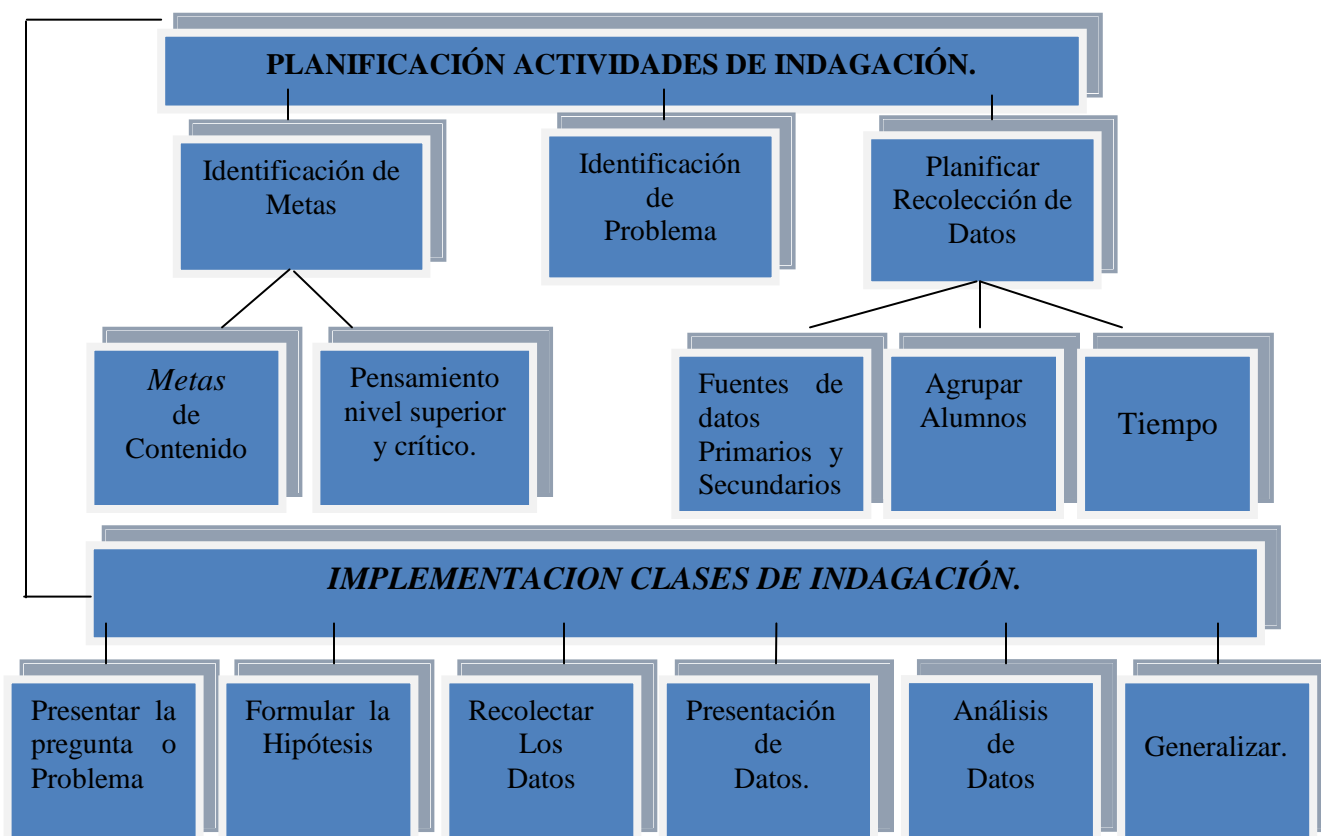 PLANIFICACIÓN ACTIVIDADES DE INDAGACIÓN.
Identificación de
Metas
Identificación
de
Problema
Planificar
Recolección de
Datos
Metas
de
Contenido
Pensamiento
nivel superior
y crítico.
Fuentes de
datos
Primarios y
Secundarios
Agrupar
Alumnos
Tiempo
IMPLEMENTACION CLASES DE INDAGACIÓN.
Presentar la
pregunta o
Problema
Formular la
Hipótesis
Recolectar
Los
Datos
Presentación
de
Datos.
Análisis
de
Datos
Generalizar.